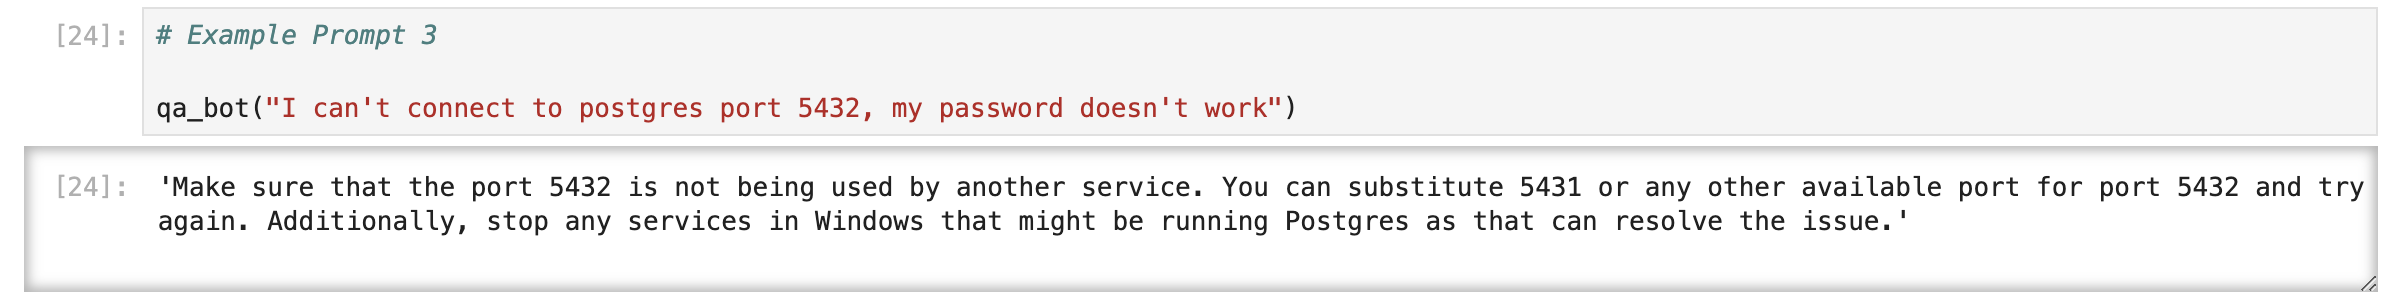 [24]: # Example Prompt 3
qa_bot("I can't connect to postgres port 5432, my password doesn't work")
[24]: 'Make sure that the port 5432 is not being used by another service. You can substitute 5431 or any other available port for port 5432 and try
again. Additionally, stop any services in Windows that might be running Postgres as that can resolve the issue.'